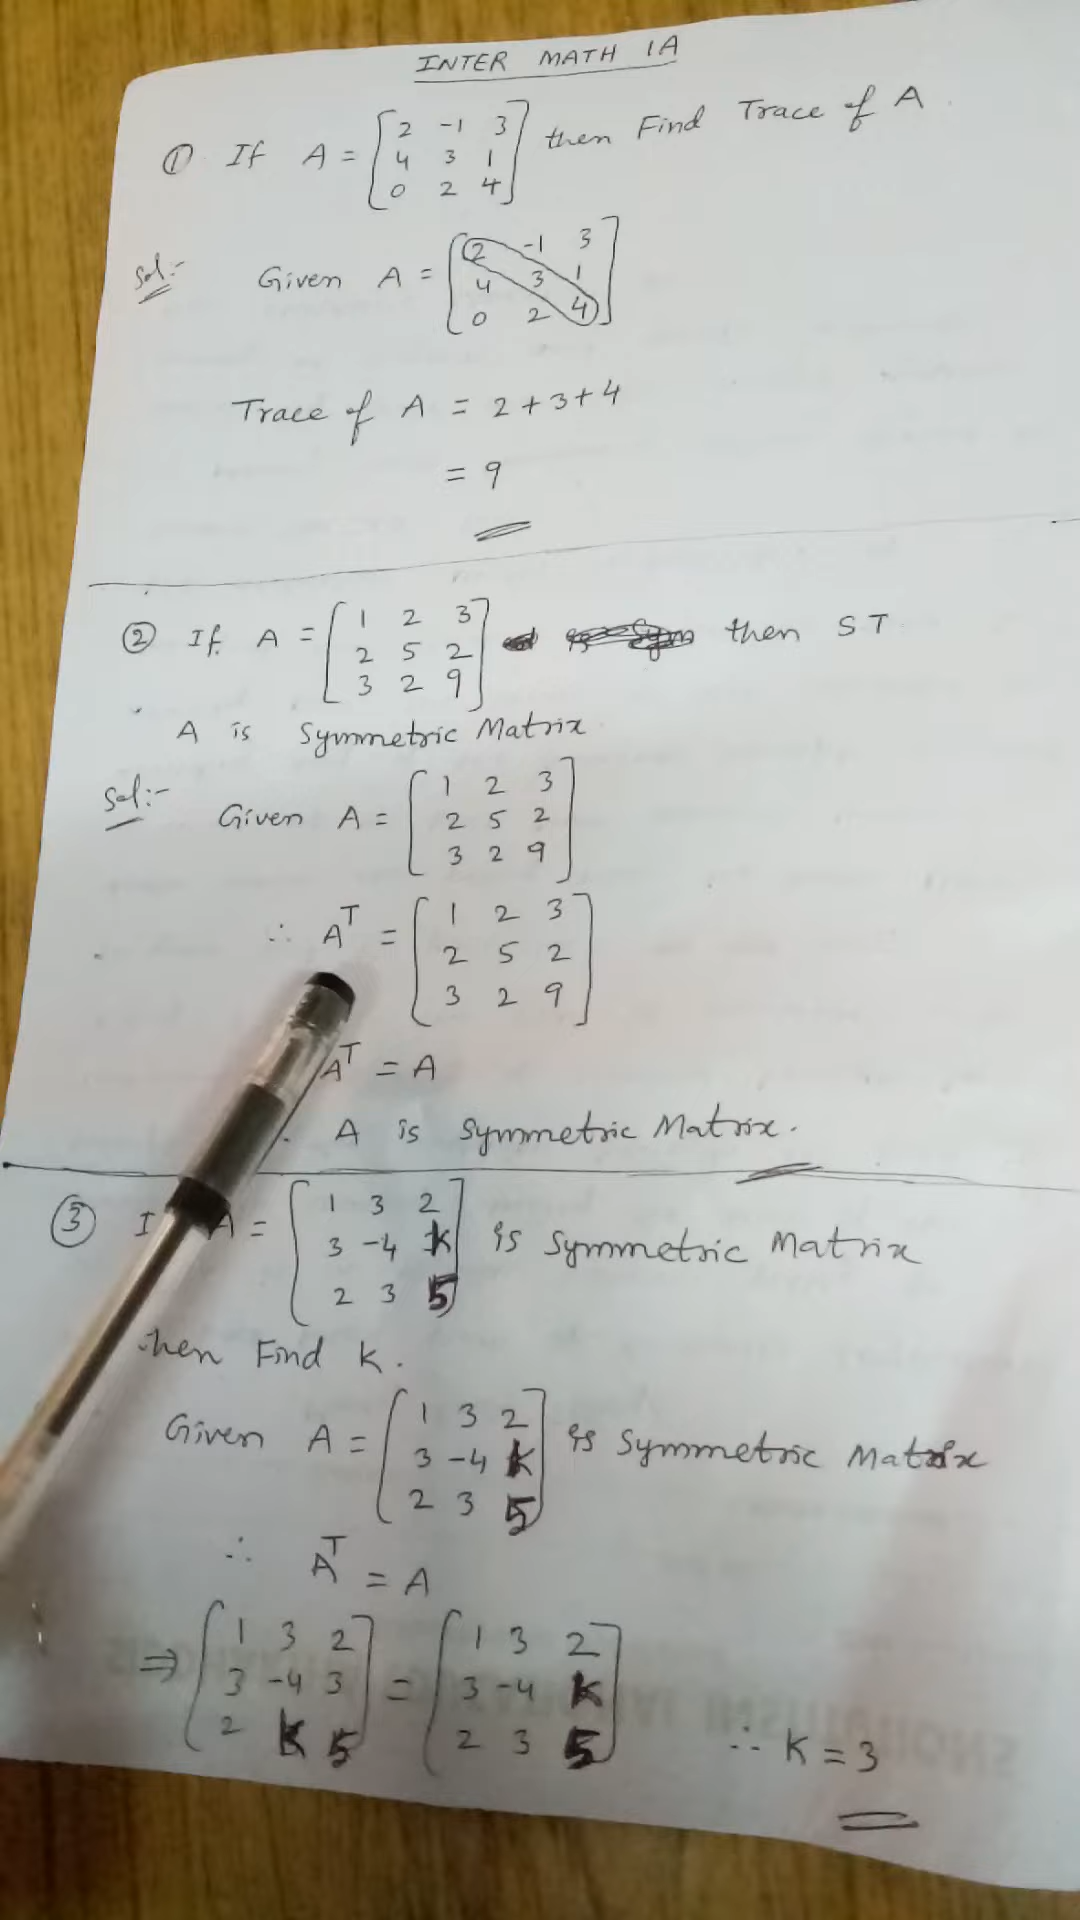 INTER MATH 1A
① If A = [2 -1 3
4 3 1
0 2 4] then Find Trace of A.
Sol:- Given A = [2 -1 3
4 3 1
0 2 4]
Trace of A = 2+3+4
= 9
② If A = [1 2 3
2 5 2
3 2 9] then S T
A is Symmetric Matrix
Sol:- Given A = [1 2 3
2 5 2
3 2 9]
∴ A^T = [1 2 3
2 5 2
3 2 9]
A^T = A
A is Symmetric Matrix.
③ I A = [1 3 2
3 -4 K
2 3 5] is Symmetric Matrix
then Find K.
Given A = [1 3 2
3 -4 K
2 3 5] is Symmetric Matrix
∴ A^T = A
⇒ [1 3 2
3 -4 3
2 K 5] = [1 3 2
3 -4 K
2 3 5] ∴ K = 3